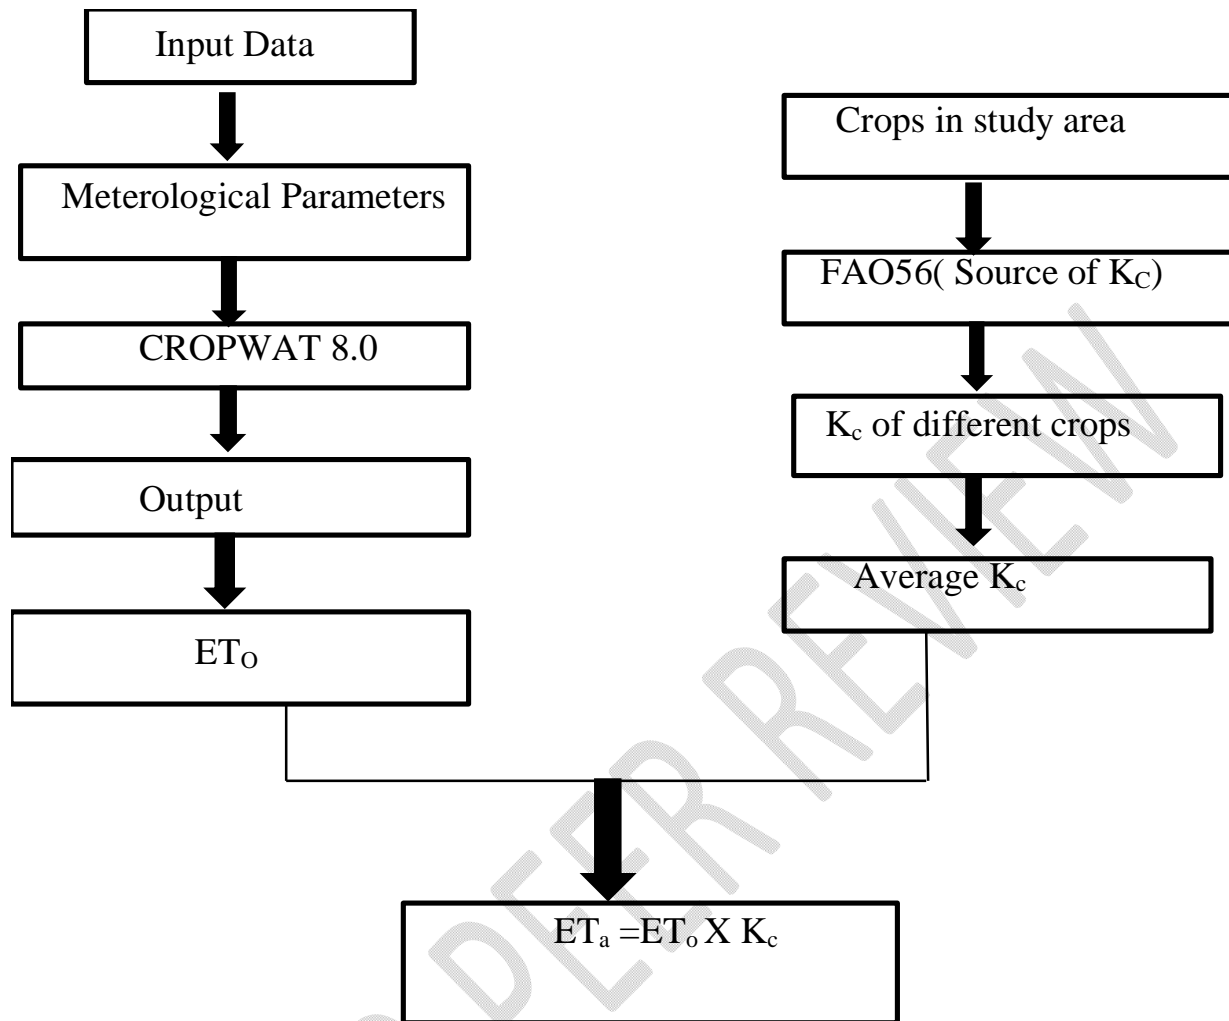 Input Data
Meterological Parameters
CROPWAT 8.0
Output
ETO
Crops in study area
FAO56( Source of KC)
Kc of different crops
Average Kc
ETa =ETo X Kc
PEER REVIEW